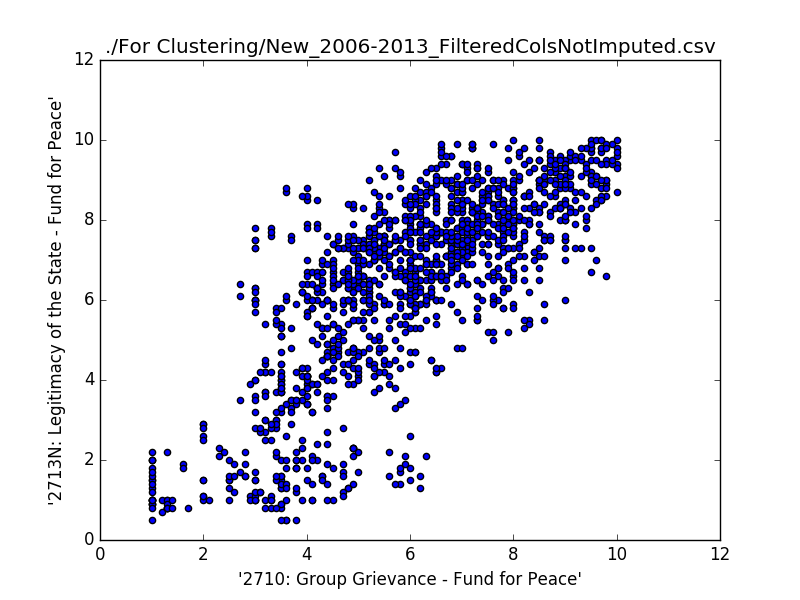 ./For Clustering/New_2006-2013_FilteredColsNotImputed.csv
'2713N: Legitimacy of the State - Fund for Peace'
12
10
8
6
4
2
0
0 2 4 6 8 10 12
'2710: Group Grievance - Fund for Peace'